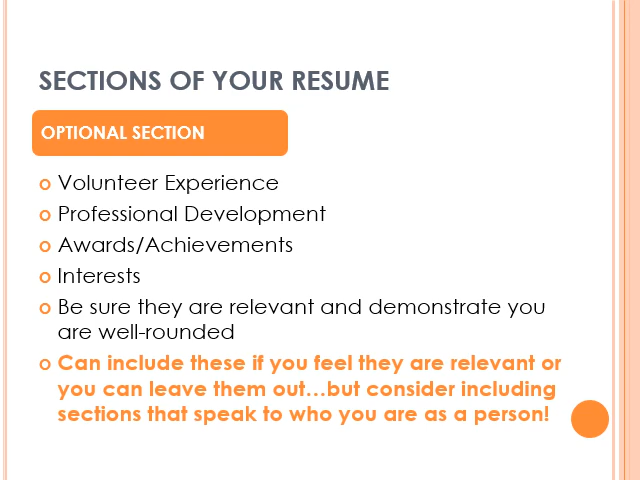 SECTIONS OF YOUR RESUME
OPTIONAL SECTION
Volunteer Experience
Professional Development
Awards/Achievements
Interests
Be sure they are relevant and demonstrate you
are well-rounded
Can include these if you feel they are relevant or
you can leave them out…but consider including
sections that speak to who you are as a person!